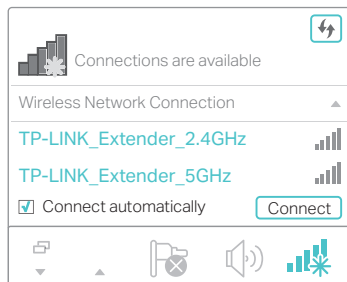 Connections are available
Wireless Network Connection
TP-LINK_Extender_2.4GHz
TP-LINK_Extender_5GHz
Connect automatically
Connect